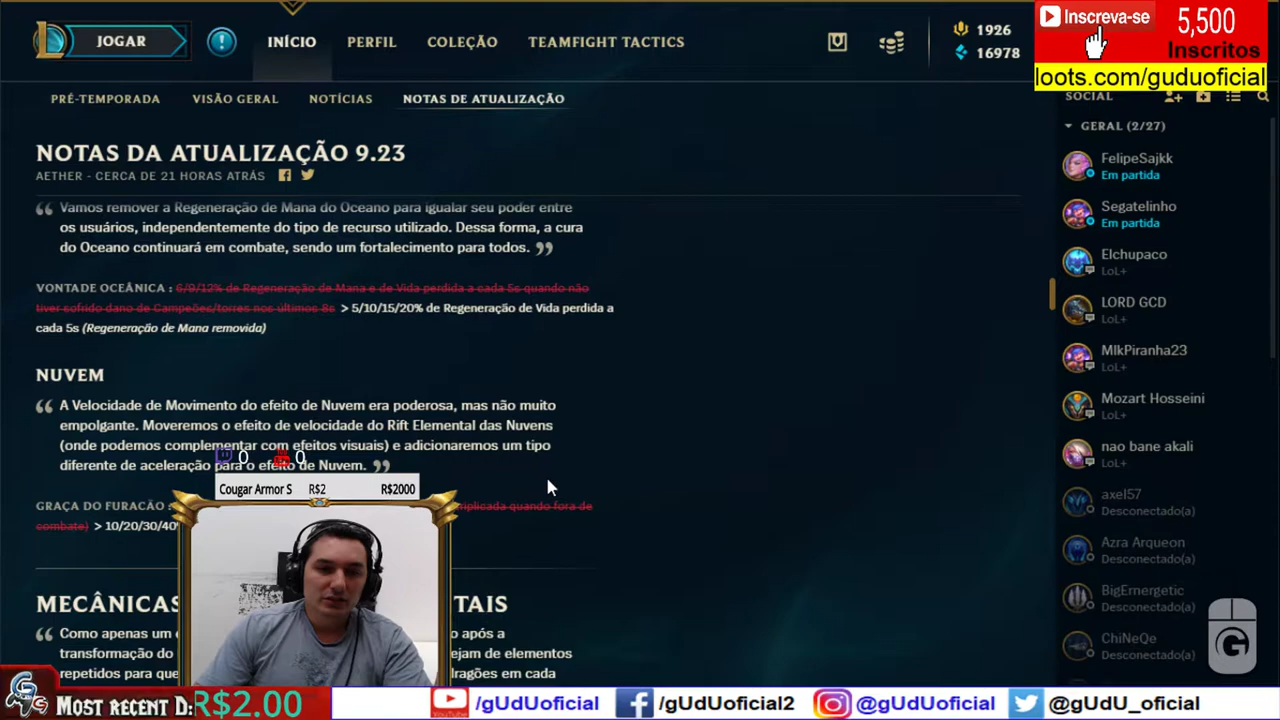 JOGAR
INÍCIO
PERFIL
COLEÇÃO
TEAMFIGHT TACTICS
1926
16978
Inscreva-se
5,500
Inscritos
loots.com/guduoficial
PRÉ-TEMPORADA
VISÃO GERAL
NOTÍCIAS
NOTAS DE ATUALIZAÇÃO
NOTAS DA ATUALIZAÇÃO 9.23
AETHER - CERCA DE 21 HORAS ATRÁS
Vamos remover a Regeneração de Mana do Oceano para igualar seu poder entre
os usuários, independentemente do tipo de recurso utilizado. Dessa forma, a cura
do Oceano continuará em combate, sendo um fortalecimento para todos.
VONTADE OCEÂNICA : 6/9/12% de Regeneração de Mana e de Vida perdida a cada 5s quando não
tiver sofrido dano de Campeões/torres nos últimos 8s > 5/10/15/20% de Regeneração de Vida perdida a
cada 5s (Regeneração de Mana removida)
NUVEM
A Velocidade de Movimento do efeito de Nuvem era poderosa, mas não muito
empolgante. Moveremos o efeito de velocidade do Rift Elemental das Nuvens
(onde podemos complementar com efeitos visuais) e adicionaremos um tipo
diferente de aceleração para o efeito de Nuvem.
0 0
Cougar Armor S R$2 R$2000
GRAÇA DO FURACÃO quando fora de
combate) > 10/20/30/40%
MECÂNICAS TAIS
Como apenas um o após a
transformação do ejam de elementos
repetidos para que dragões em cada
SOCIAL
GERAL (2/27)
FelipeSajkk
Em partida
Segatelinho
Em partida
Elchupaco
LoL+
LORD GCD
LoL+
MlkPiranha23
LoL+
Mozart Hosseini
LoL+
nao bane akali
LoL+
axel57
Desconectado(a)
Azra Arqueon
Desconectado(a)
BigEmergetic
Desconectado(a)
ChiNeQe
Desconectado(a)
MOST RECENT D: R$2.00
YouTube
/gUdUoficial
/gUdUoficial2
@gUdUoficial
@gUdU_oficial